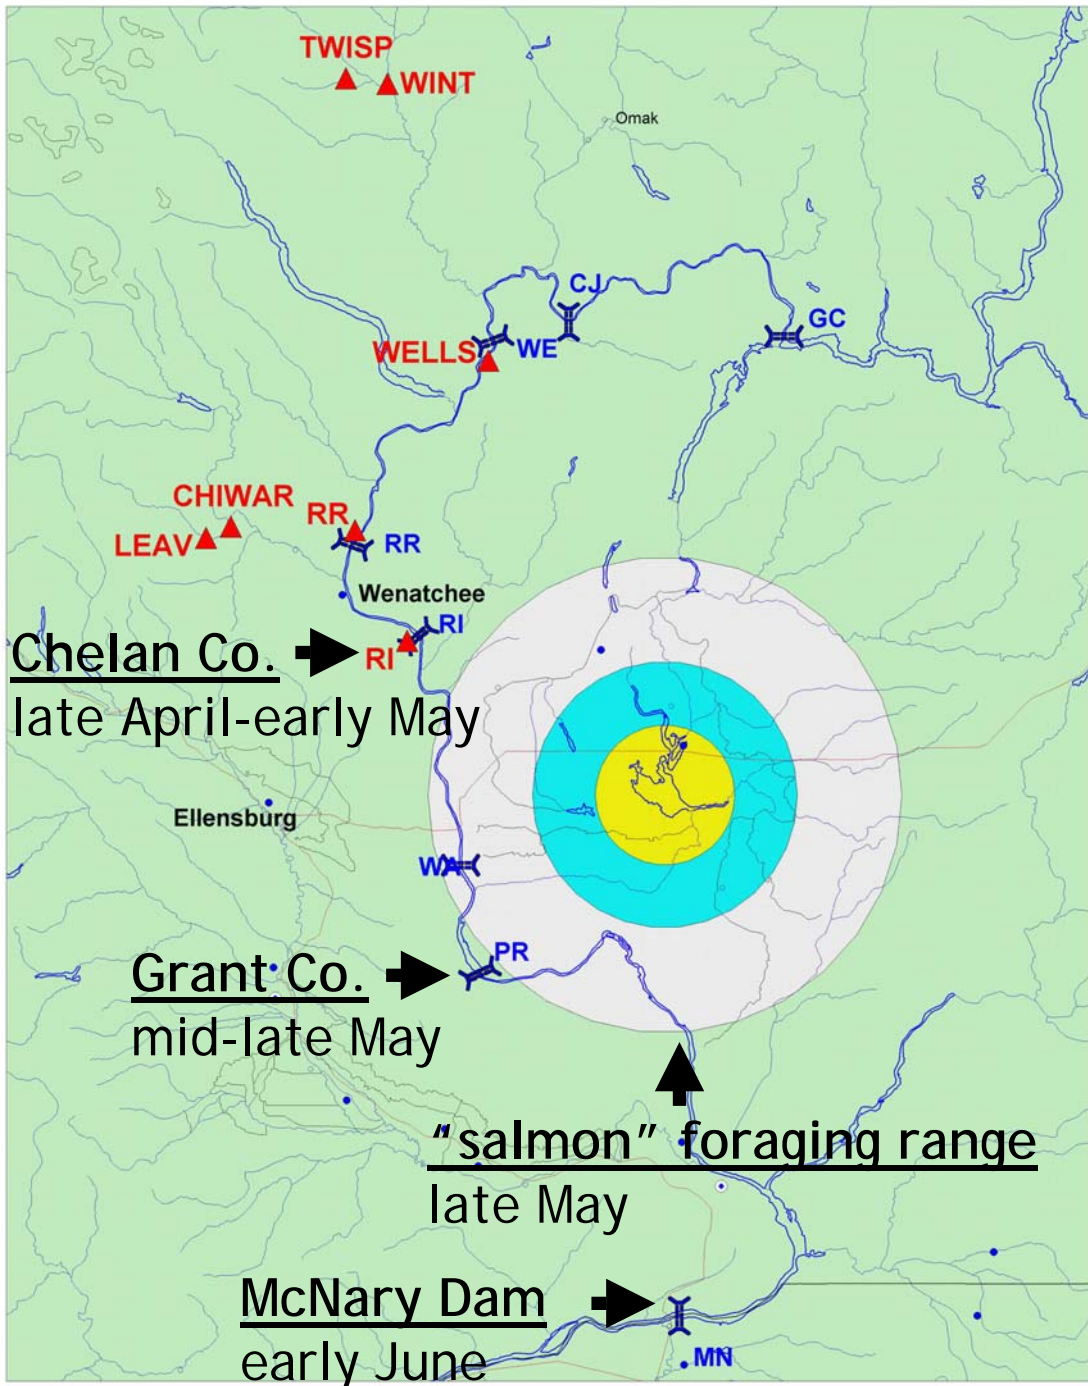 TWISP
WINT
Omak
CJ
GC
WELLS
WE
CHIWAR
RR
LEAV
RR
Wenatchee
RI
RI
Chelan Co.
late April-early May
Ellensburg
WA
PR
Grant Co.
mid-late May
"salmon" foraging range
late May
McNary Dam
early June
MN